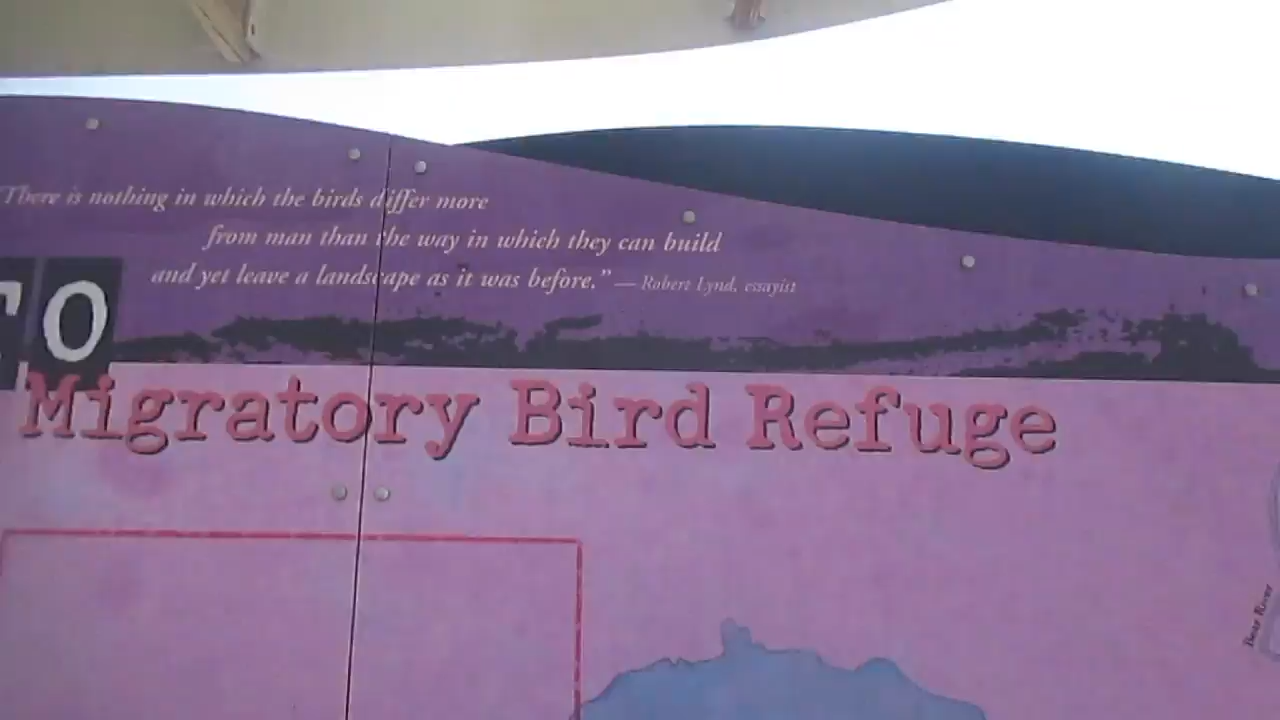 "There is nothing in which the birds differ more
from man than the way in which they can build
and yet leave a landscape as it was before." — Robert Lynd, essayist
TO
Migratory Bird Refuge
Bear River